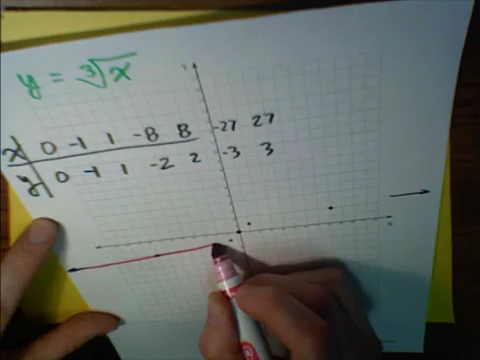 y = ∛x
x 0 -1 1 -8 8 -27 27
y 0 -1 1 -2 2 -3 3